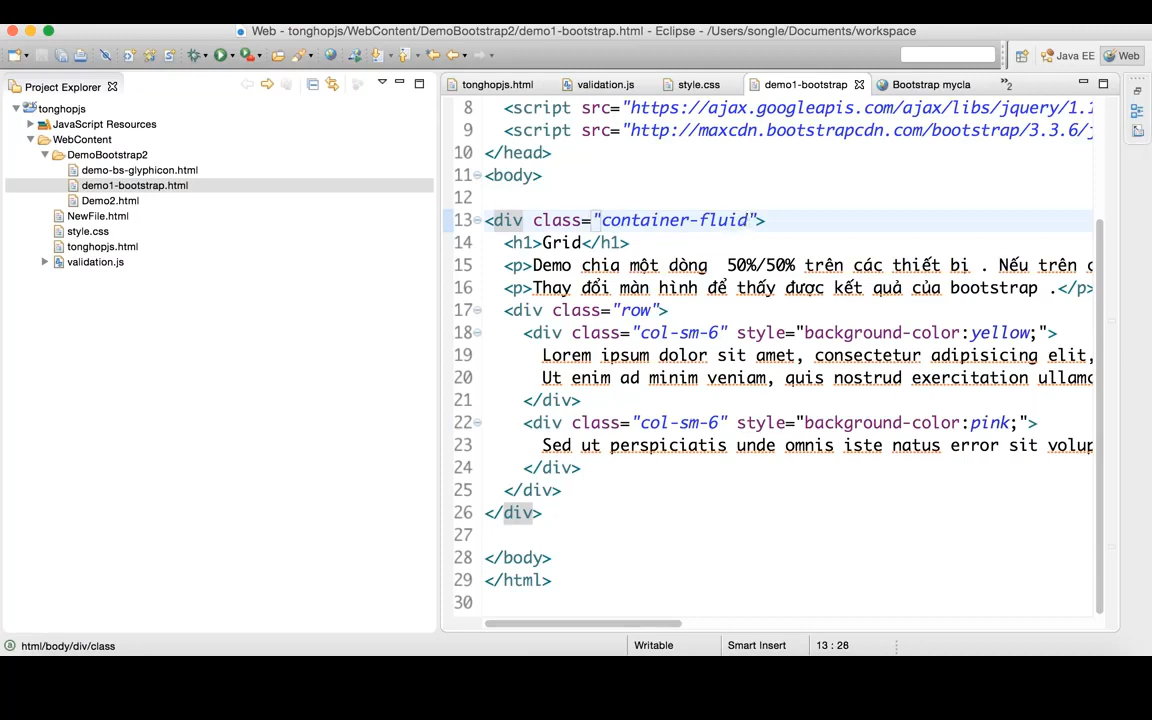 Web - tonghopjs/WebContent/DemoBootstrap2/demo1-bootstrap.html - Eclipse - /Users/songle/Documents/workspace
Java EE
Web
Project Explorer
tonghopjs
JavaScript Resources
WebContent
DemoBootstrap2
demo-bs-glyphicon.html
demo1-bootstrap.html
Demo2.html
NewFile.html
style.css
tonghopjs.html
validation.js
tonghopjs.html
validation.js
style.css
demo1-bootstrap
Bootstrap mycla
»2
8 <script src="https://ajax.googleapis.com/ajax/libs/jquery/1.1
9 <script src="http://maxcdn.bootstrapcdn.com/bootstrap/3.3.6/j
10 </head>
11 <body>
12
13 <div class="container-fluid">
14 <h1>Grid</h1>
15 <p>Demo chia một dòng  50%/50% trên các thiết bị . Nếu trên c
16 <p>Thay đổi màn hình để thấy được kết quả của bootstrap .</p>
17 <div class="row">
18 <div class="col-sm-6" style="background-color:yellow;">
19 Lorem ipsum dolor sit amet, consectetur adipisicing elit,
20 Ut enim ad minim veniam, quis nostrud exercitation ullamc
21 </div>
22 <div class="col-sm-6" style="background-color:pink;">
23 Sed ut perspiciatis unde omnis iste natus error sit volup
24 </div>
25 </div>
26 </div>
27
28 </body>
29 </html>
30
html/body/div/class
Writable
Smart Insert
13 : 28